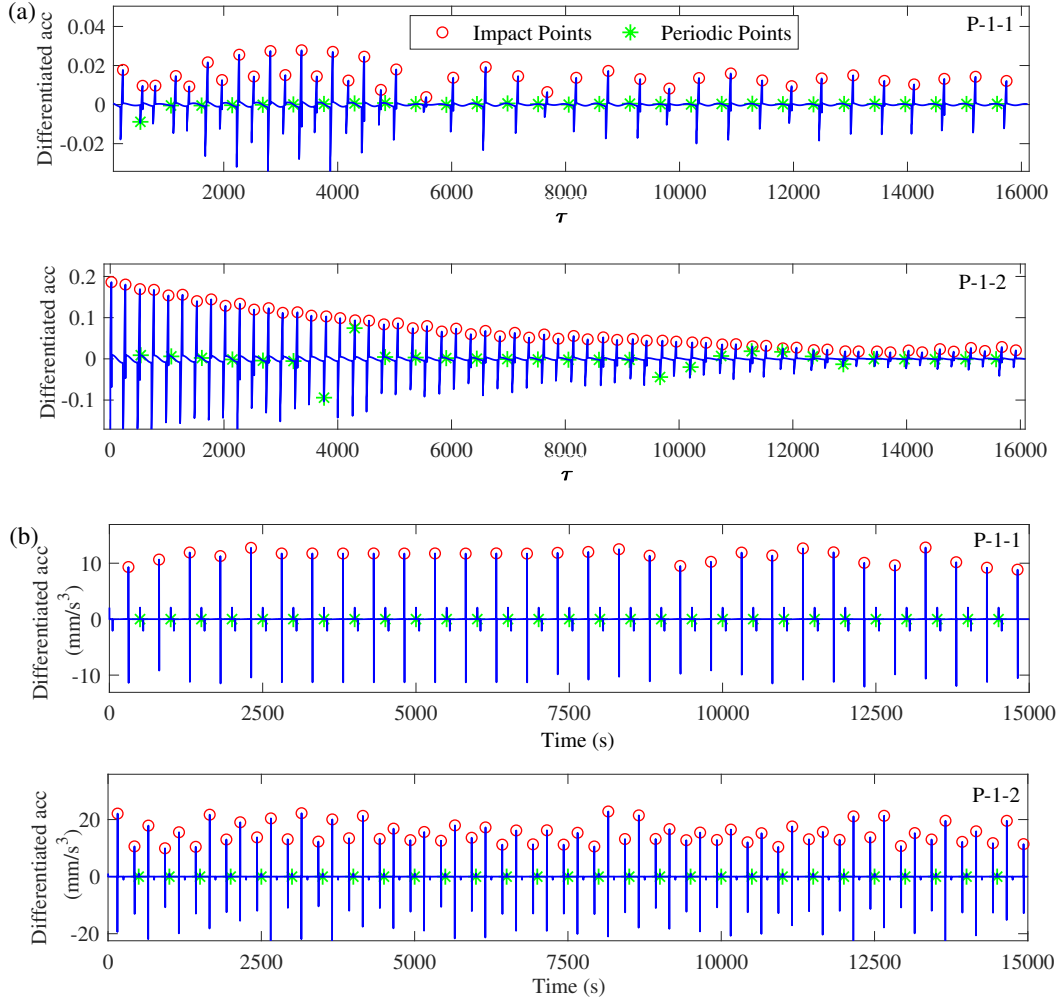 (a)
P-1-1
Impact Points
Periodic Points
Differentiated acc
0.04
0.02
0
-0.02
2000 4000 6000 8000 10000 12000 14000 16000
τ
P-1-2
Differentiated acc
0.2
0.1
0
-0.1
0 2000 4000 6000 8000 10000 12000 14000 16000
τ
(b)
P-1-1
Differentiated acc
(mm/s³)
10
0
-10
0 2500 5000 7500 10000 12500 15000
Time (s)
P-1-2
Differentiated acc
(mm/s³)
20
0
-20
0 2500 5000 7500 10000 12500 15000
Time (s)